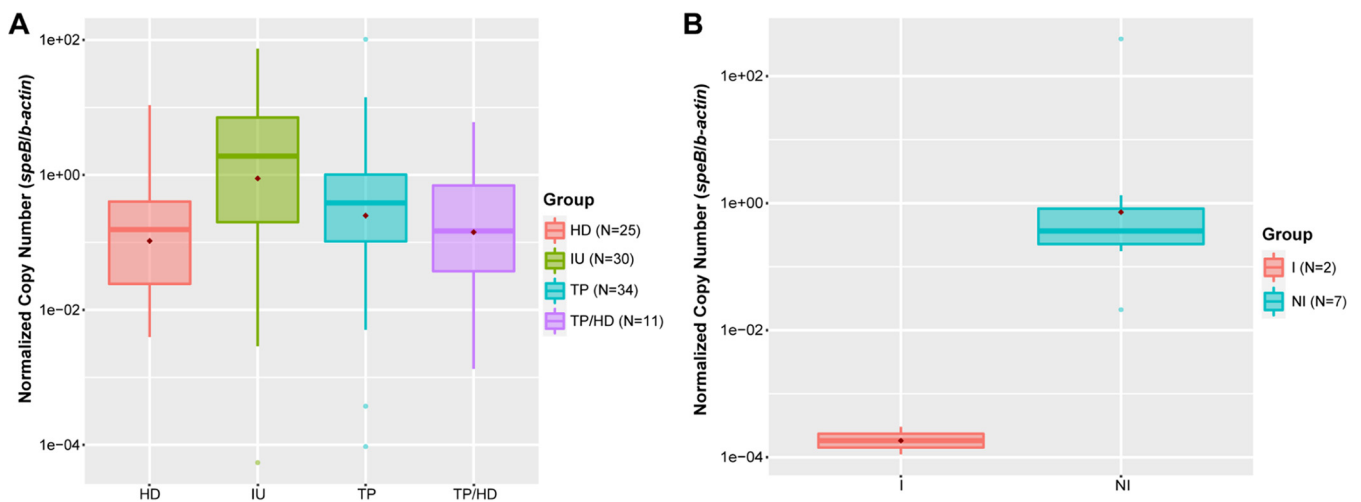 A
Normalized Copy Number (speB/b-actin)
1e+02
1e+00
1e-02
1e-04
HD
IU
TP
TP/HD
Group
HD (N=25)
IU (N=30)
TP (N=34)
TP/HD (N=11)
B
Normalized Copy Number (speB/b-actin)
1e+02
1e+00
1e-02
1e-04
I
NI
Group
I (N=2)
NI (N=7)